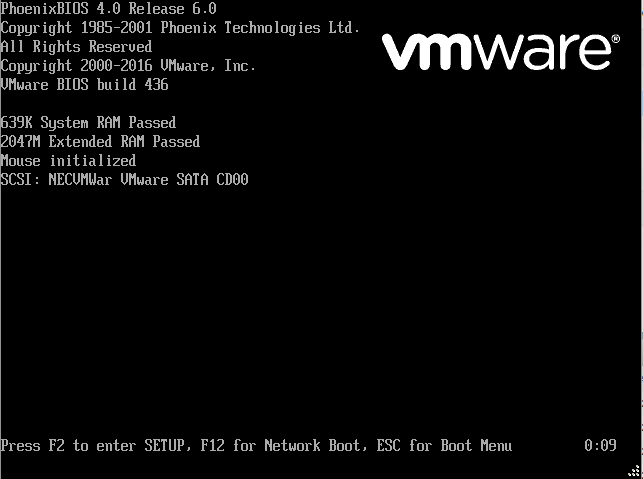 PhoenixBIOS 4.0 Release 6.0
Copyright 1985-2001 Phoenix Technologies Ltd.
All Rights Reserved
Copyright 2000-2016 VMware, Inc.
VMware BIOS build 436
vmware®
639K System RAM Passed
2047M Extended RAM Passed
Mouse initialized
SCSI: NECVMWar VMware SATA CD00
Press F2 to enter SETUP, F12 for Network Boot, ESC for Boot Menu 0:09